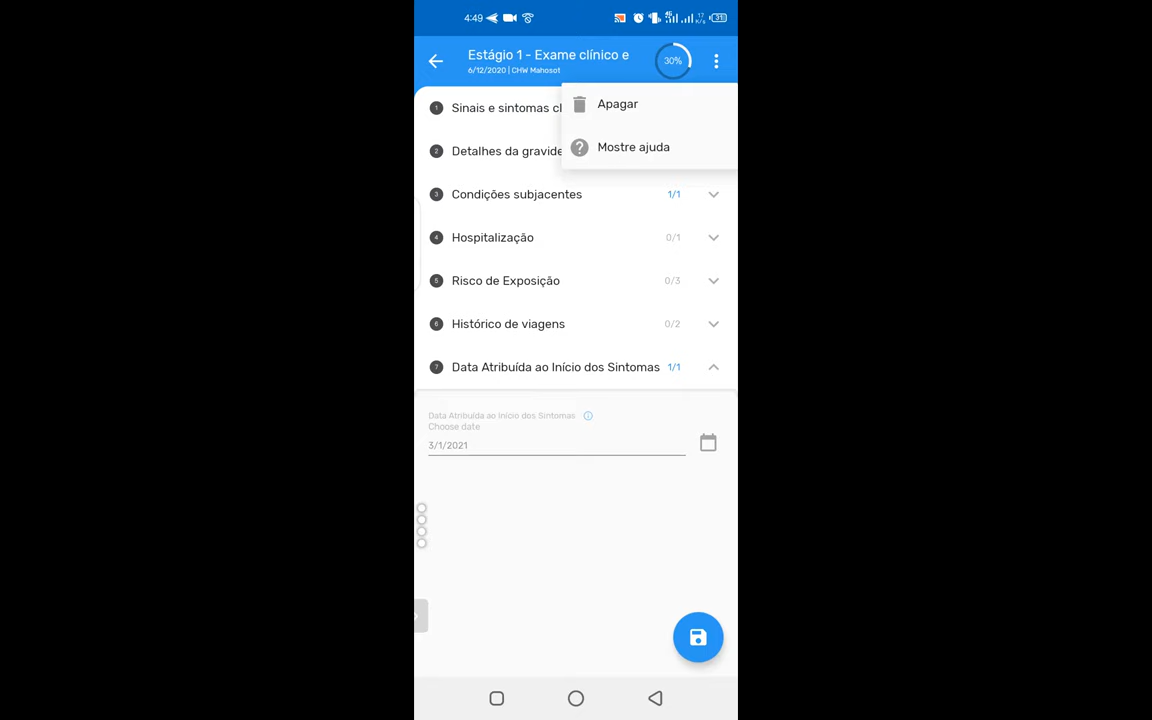 4:49
4G
17
K/s
31
Estágio 1 - Exame clínico e
6/12/2020 | CHW Mahosot
30%
Apagar
Mostre ajuda
1 Sinais e sintomas cl
2 Detalhes da gravide
3 Condições subjacentes 1/1
4 Hospitalização 0/1
5 Risco de Exposição 0/3
6 Histórico de viagens 0/2
7 Data Atribuída ao Início dos Sintomas 1/1
Data Atribuída ao Início dos Sintomas
Choose date
3/1/2021